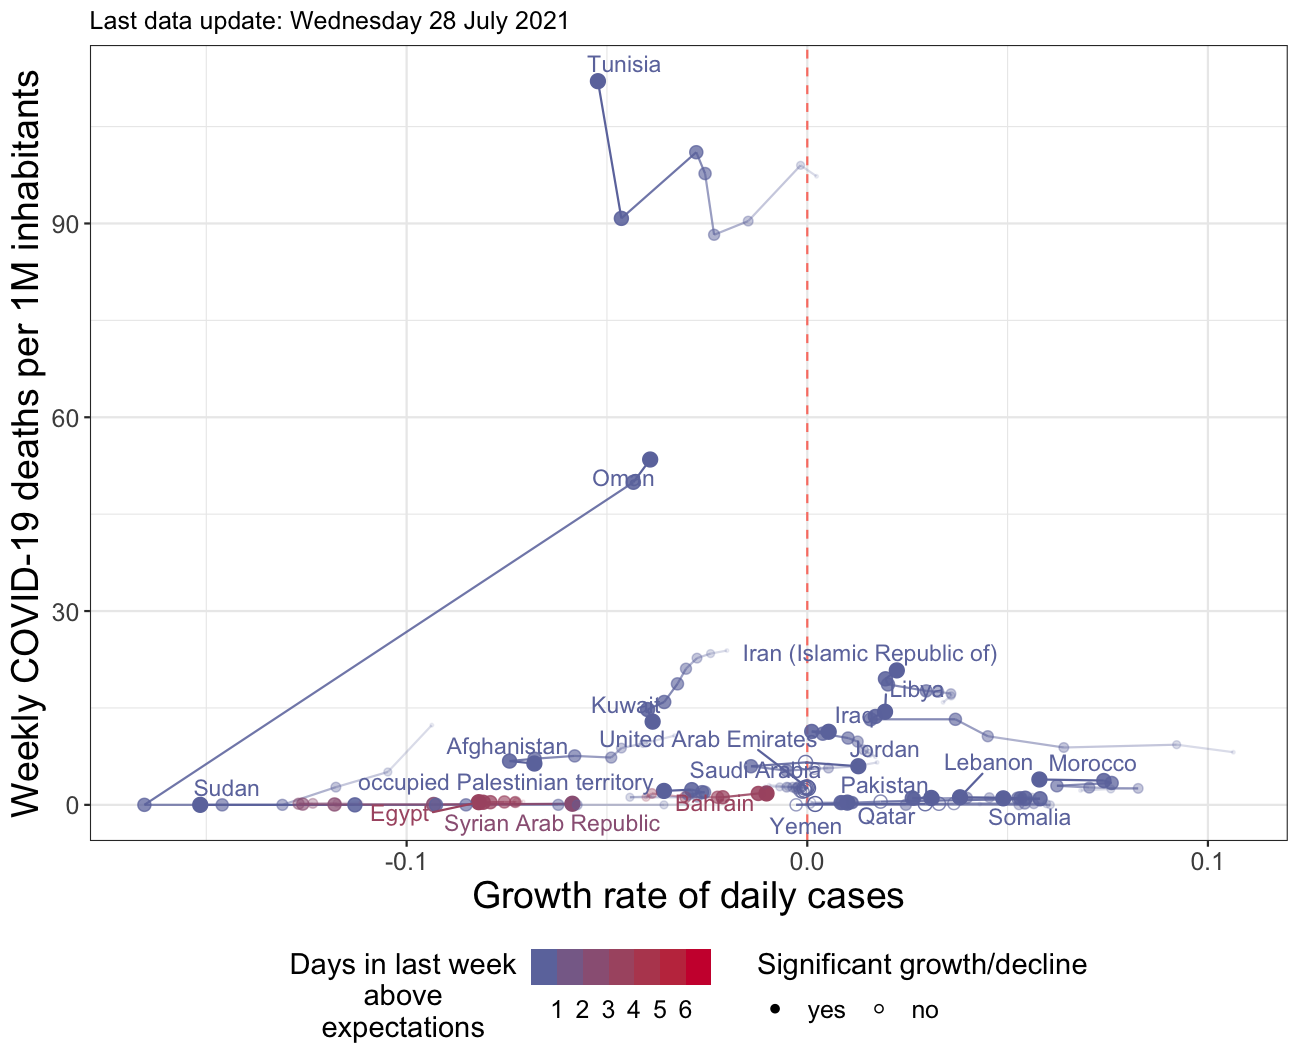 Last data update: Wednesday 28 July 2021
Weekly COVID-19 deaths per 1M inhabitants
90
60
30
0
Tunisia
Oman
Iran (Islamic Republic of)
Libya
Kuwait
Iraq
United Arab Emirates
Afghanistan
Jordan
Lebanon
Morocco
Saudi Arabia
occupied Palestinian territory
Pakistan
Sudan
Bahrain
Egypt
Syrian Arab Republic
Yemen
Qatar
Somalia
-0.1
0.0
0.1
Growth rate of daily cases
Days in last week
above
expectations
1 2 3 4 5 6
Significant growth/decline
yes
no